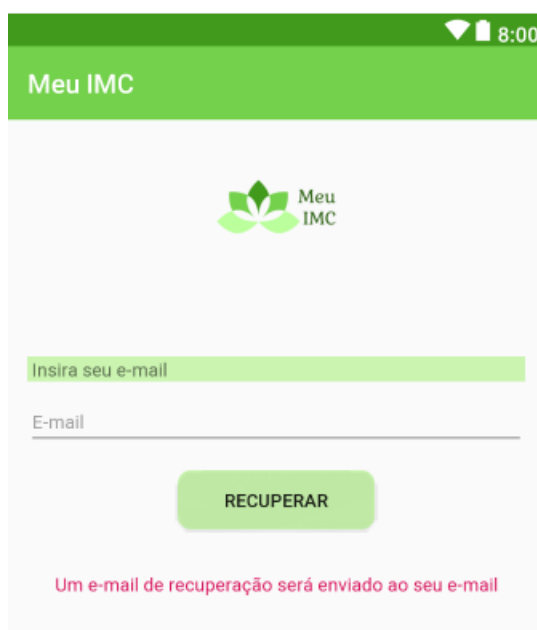 8:00
Meu IMC
Meu
IMC
Insira seu e-mail
E-mail
RECUPERAR
Um e-mail de recuperação será enviado ao seu e-mail